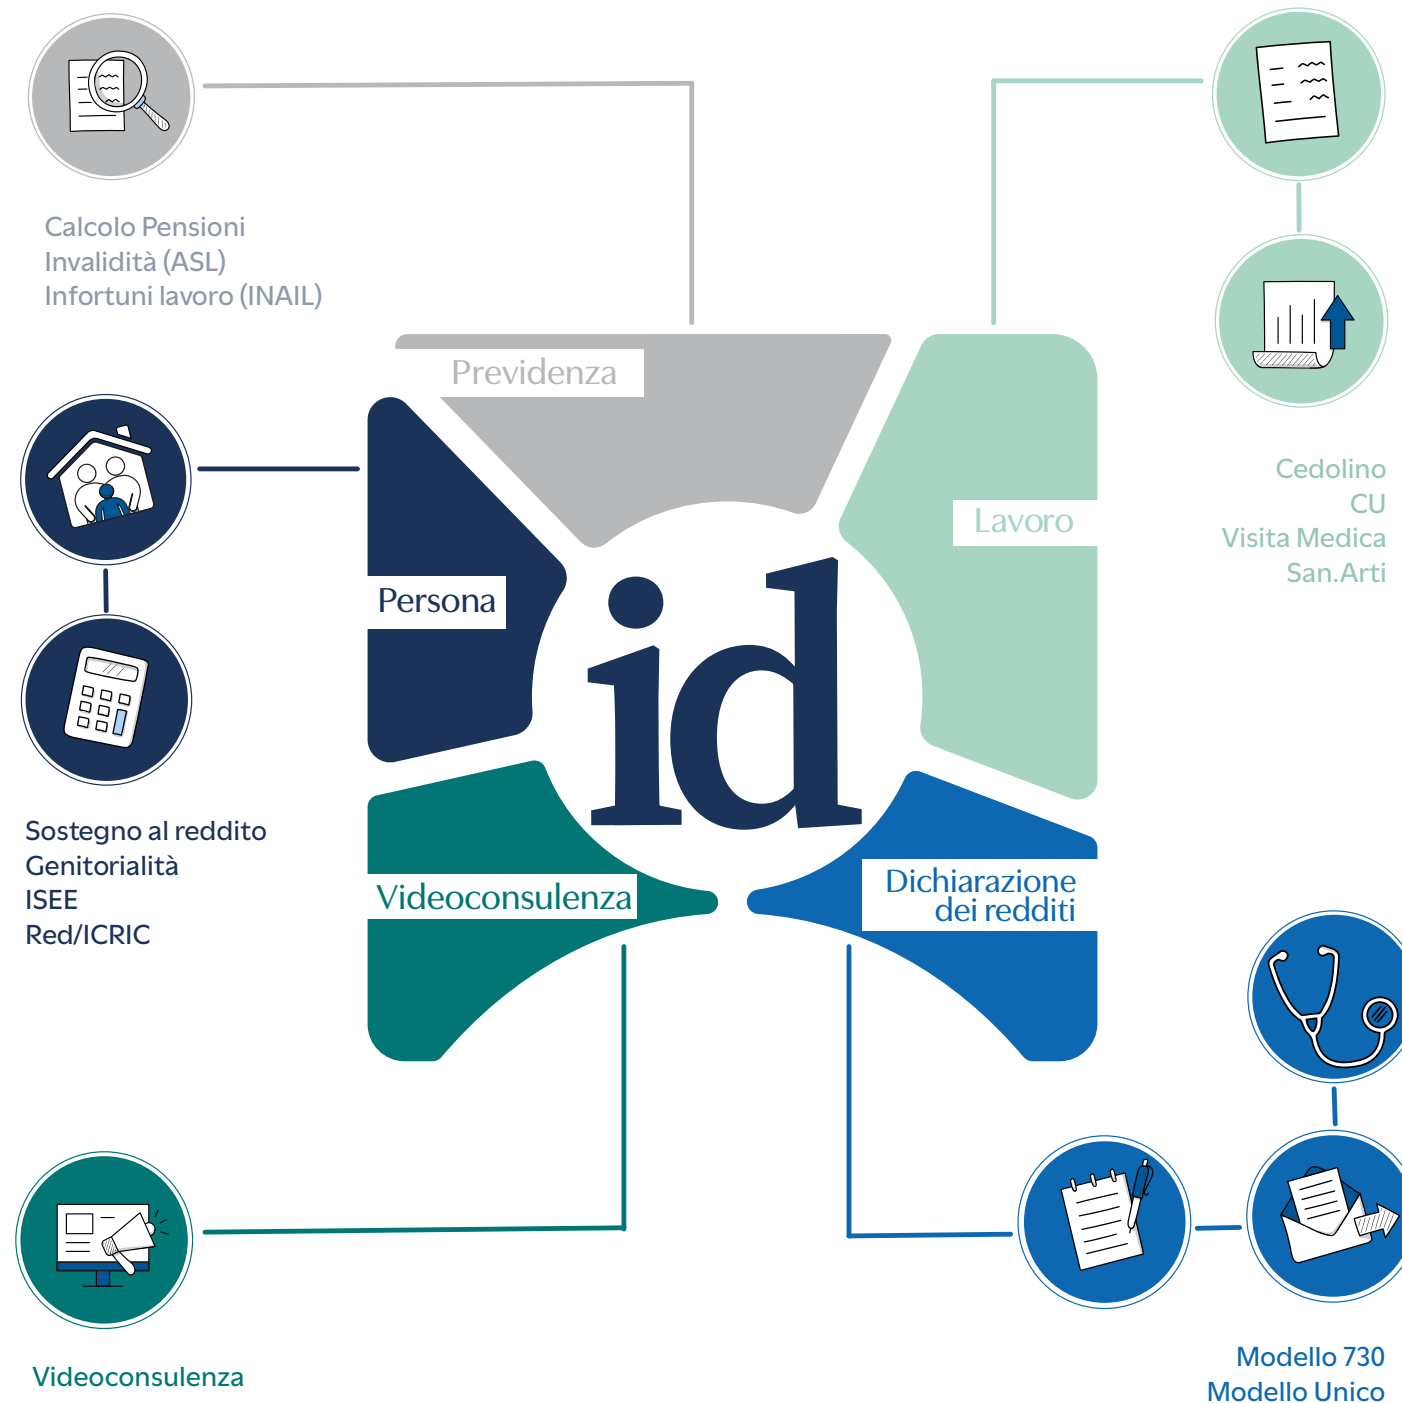 Calcolo Pensioni
Invalidità (ASL)
Infortuni lavoro (INAIL)
Previdenza
Lavoro
Cedolino
CU
Visita Medica
San.Arti
Persona
id
Sostegno al reddito
Genitorialità
ISEE
Red/ICRIC
Videoconsulenza
Dichiarazione
dei redditi
Videoconsulenza
Modello 730
Modello Unico